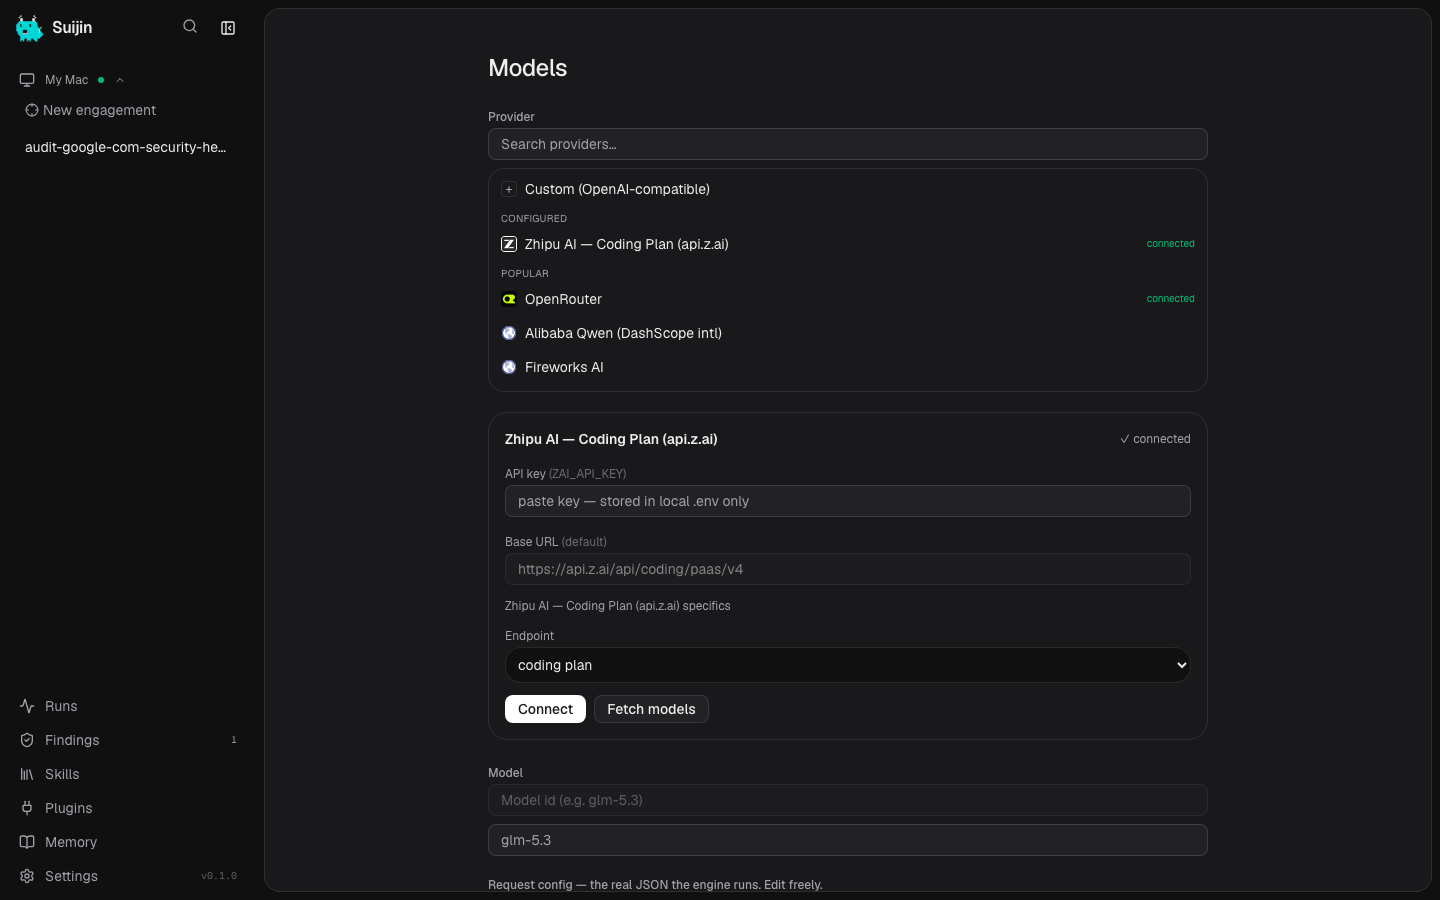 Suijin
My Mac
New engagement
audit-google-com-security-he...
Runs
Findings 1
Skills
Plugins
Memory
Settings v0.1.0
Models
Provider
Search providers...
Custom (OpenAI-compatible)
CONFIGURED
Zhipu AI — Coding Plan (api.z.ai) connected
POPULAR
OpenRouter connected
Alibaba Qwen (DashScope intl)
Fireworks AI
Zhipu AI — Coding Plan (api.z.ai) ✓ connected
API key (ZAI_API_KEY)
paste key — stored in local .env only
Base URL (default)
https://api.z.ai/api/coding/paas/v4
Zhipu AI — Coding Plan (api.z.ai) specifics
Endpoint
coding plan
Connect Fetch models
Model
Model id (e.g. glm-5.3)
glm-5.3
Request config — the real JSON the engine runs. Edit freely.